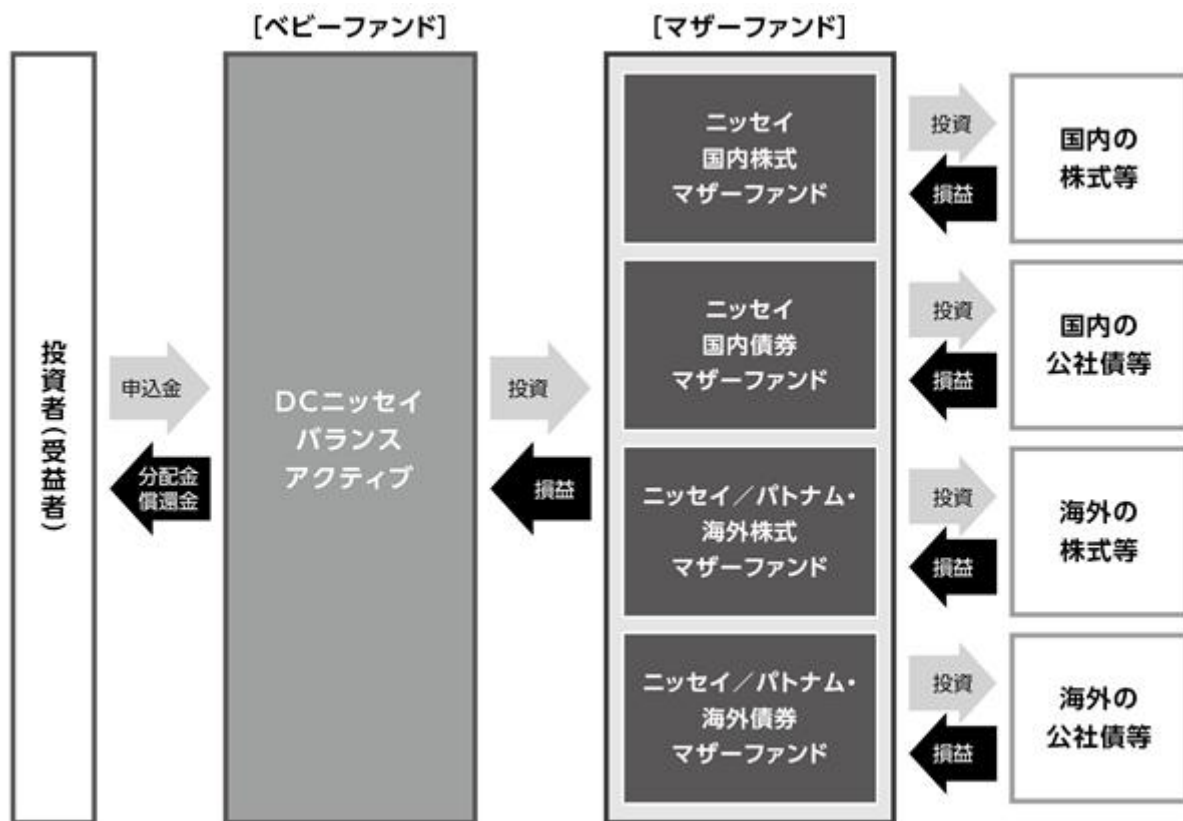 [ベビーファンド]
[マザーファンド]
投資者(受益者)
申込金
分配金
償還金
DCニッセイ
バランス
アクティブ
投資
損益
ニッセイ
国内株式
マザーファンド
投資
損益
国内の
株式等
ニッセイ
国内債券
マザーファンド
投資
損益
国内の
公社債等
ニッセイ／パトナム・
海外株式
マザーファンド
投資
損益
海外の
株式等
ニッセイ／パトナム・
海外債券
マザーファンド
投資
損益
海外の
公社債等